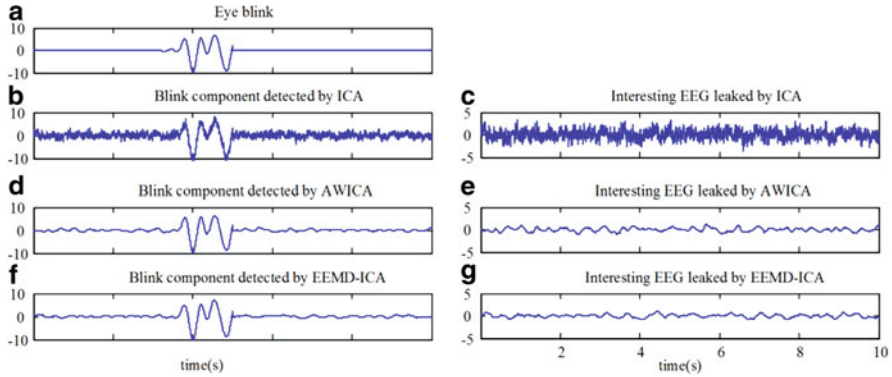 a
Eye blink
10
0
-10
b
Blink component detected by ICA
10
0
-10
c
Interesting EEG leaked by ICA
5
0
-5
d
Blink component detected by AWICA
10
0
-10
e
Interesting EEG leaked by AWICA
5
0
-5
f
Blink component detected by EEMD-ICA
10
0
-10
time(s)
g
Interesting EEG leaked by EEMD-ICA
5
0
-5
2 4 6 8 10
time(s)